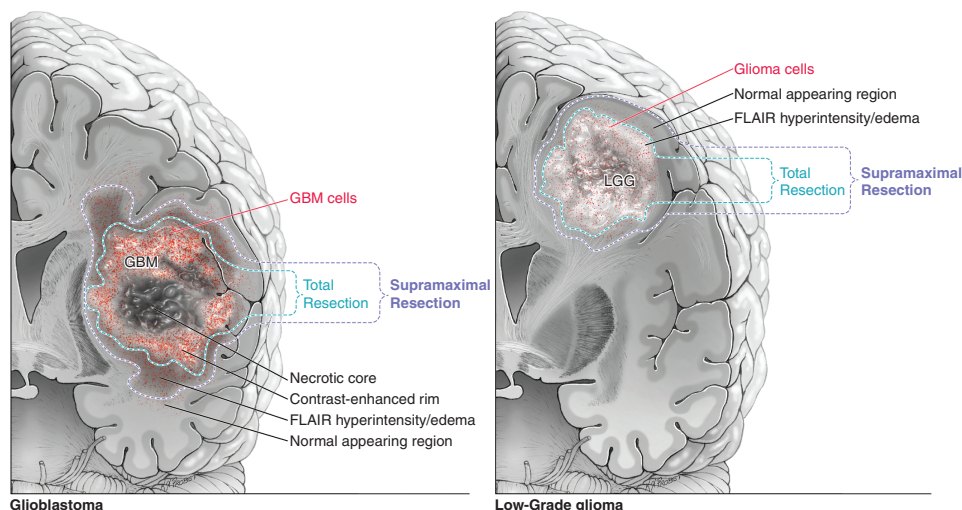 GBM cells
GBM
Total
Resection
Supramaximal
Resection
Necrotic core
Contrast-enhanced rim
FLAIR hyperintensity/edema
Normal appearing region
Glioblastoma
Glioma cells
Normal appearing region
FLAIR hyperintensity/edema
LGG
Total
Resection
Supramaximal
Resection
Low-Grade glioma